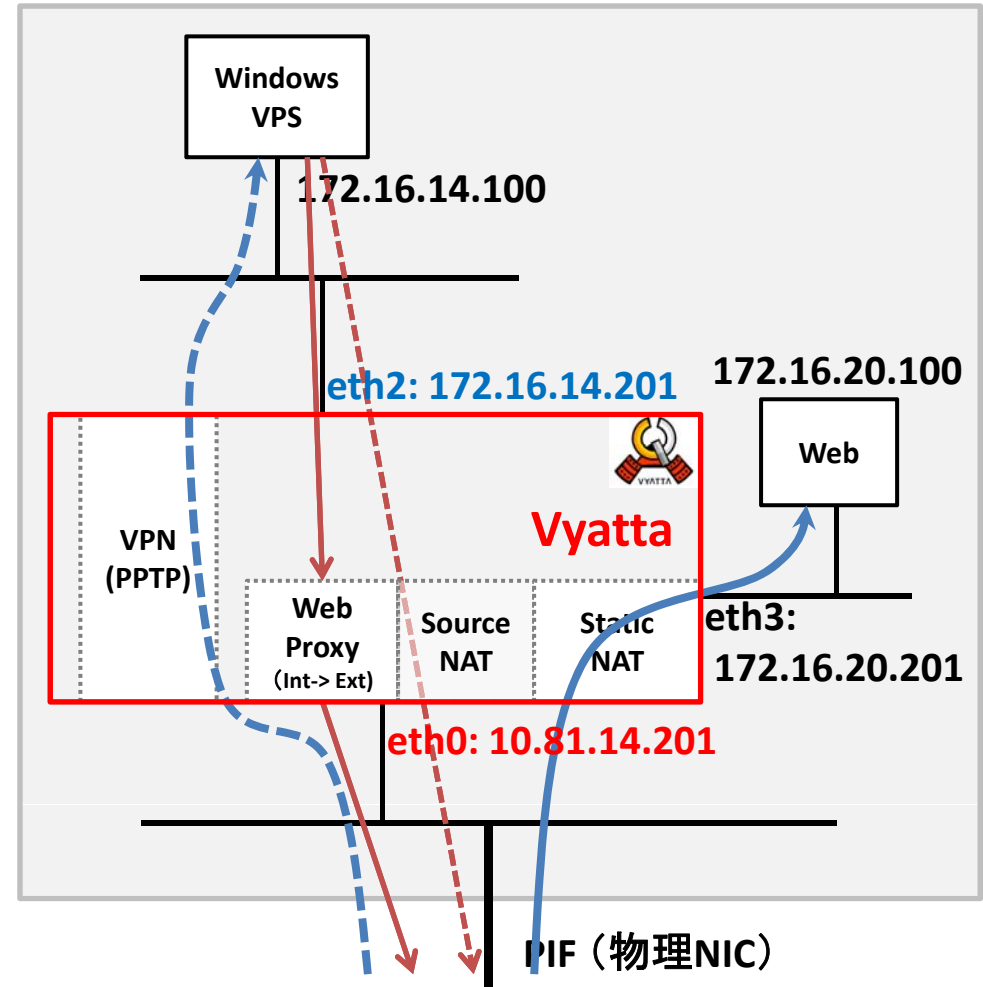 Windows
VPS
172.16.14.100
eth2: 172.16.14.201
172.16.20.100
Web
VYATTA
Vyatta
VPN
(PPTP)
Web
Proxy
（Int-> Ext)
Source
NAT
Static
NAT
eth3:
172.16.20.201
eth0: 10.81.14.201
PIF（物理NIC）